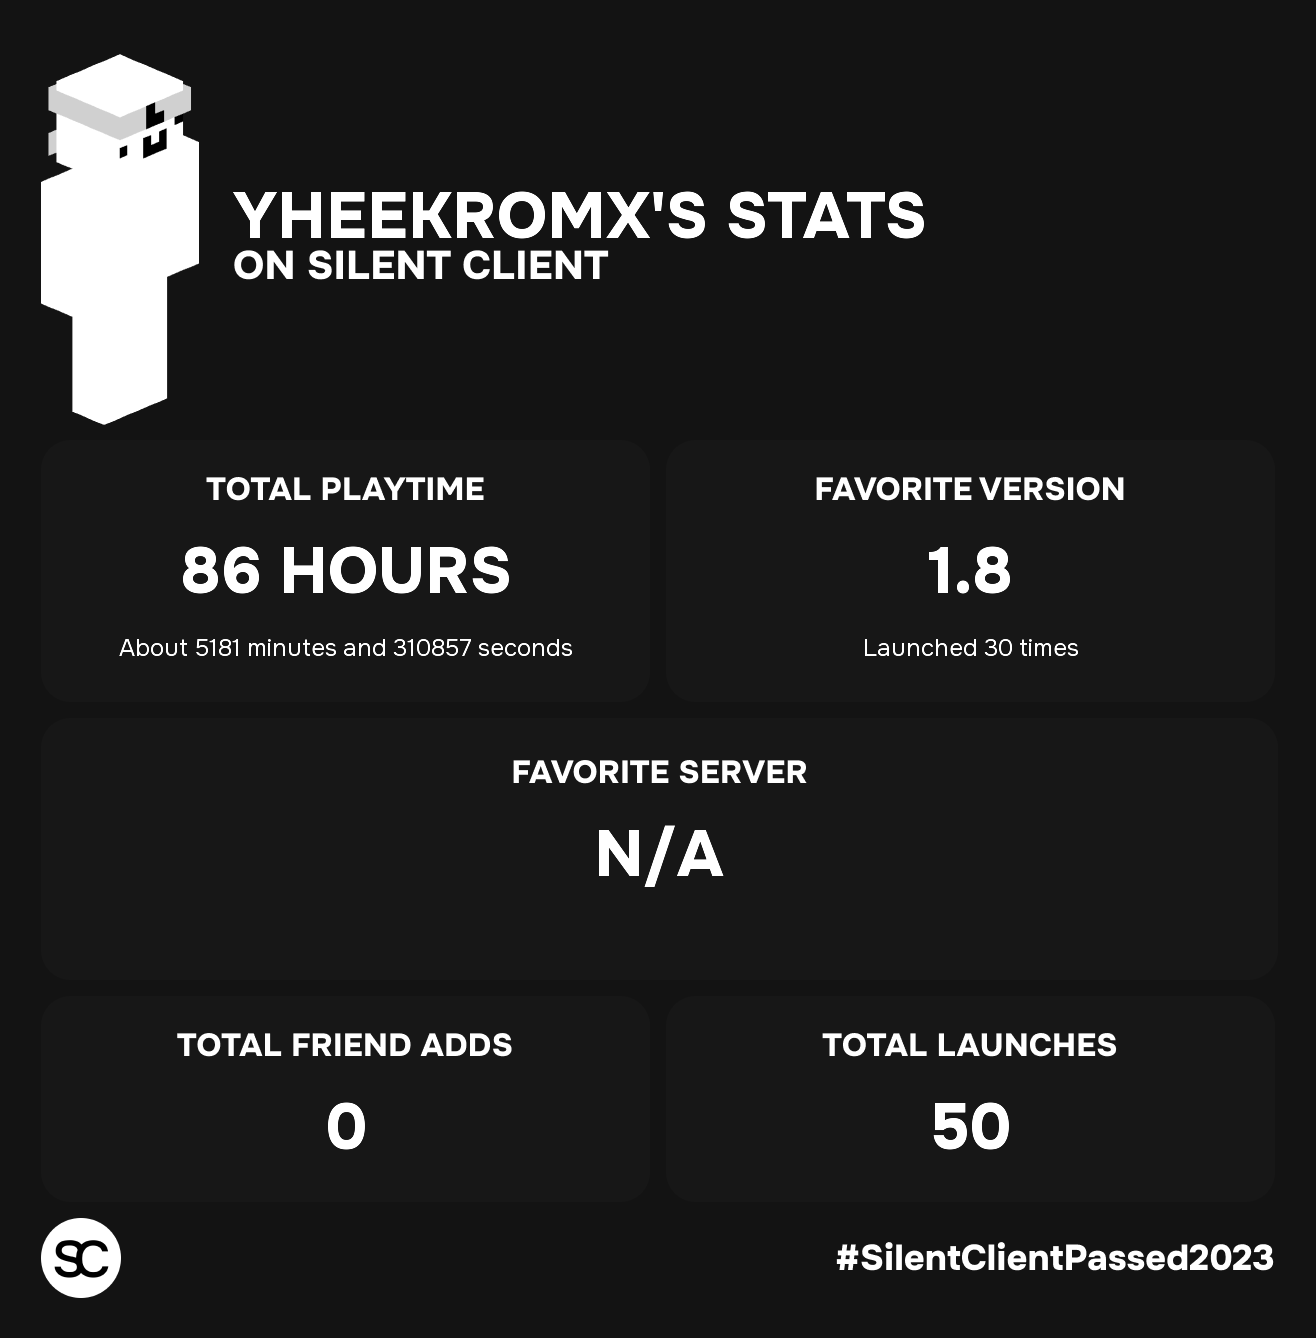 YHEEKROMX'S STATS
ON SILENT CLIENT
TOTAL PLAYTIME
86 HOURS
About 5181 minutes and 310857 seconds
FAVORITE VERSION
1.8
Launched 30 times
FAVORITE SERVER
N/A
TOTAL FRIEND ADDS
0
TOTAL LAUNCHES
50
SC
#SilentClientPassed2023